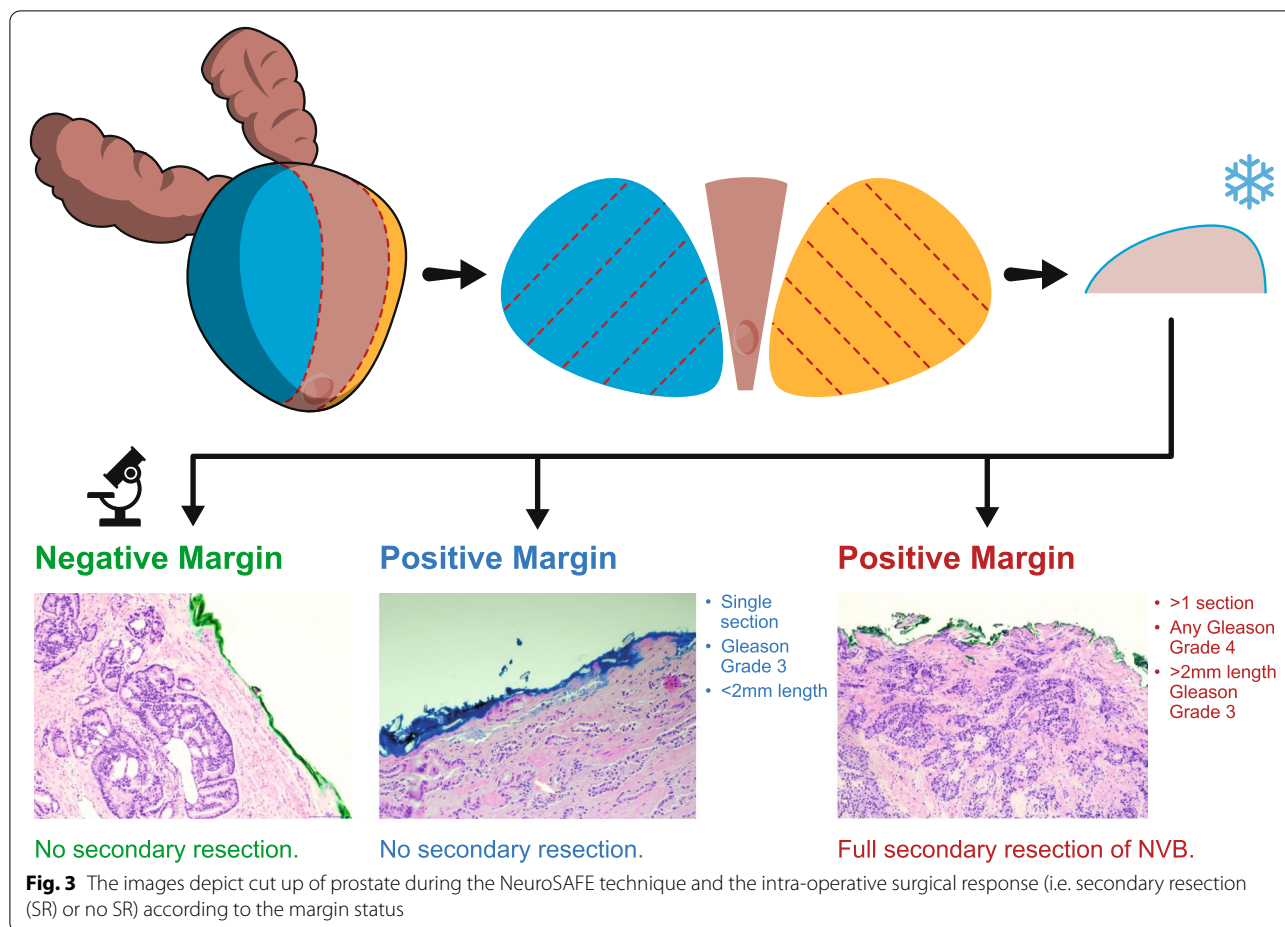 Negative Margin
Positive Margin
Positive Margin
• Single
section
• Gleason
Grade 3
• <2mm length
• >1 section
• Any Gleason
Grade 4
• >2mm length
Gleason
Grade 3
No secondary resection.
No secondary resection.
Full secondary resection of NVB.
Fig. 3 The images depict cut up of prostate during the NeuroSAFE technique and the intra-operative surgical response (i.e. secondary resection
(SR) or no SR) according to the margin status